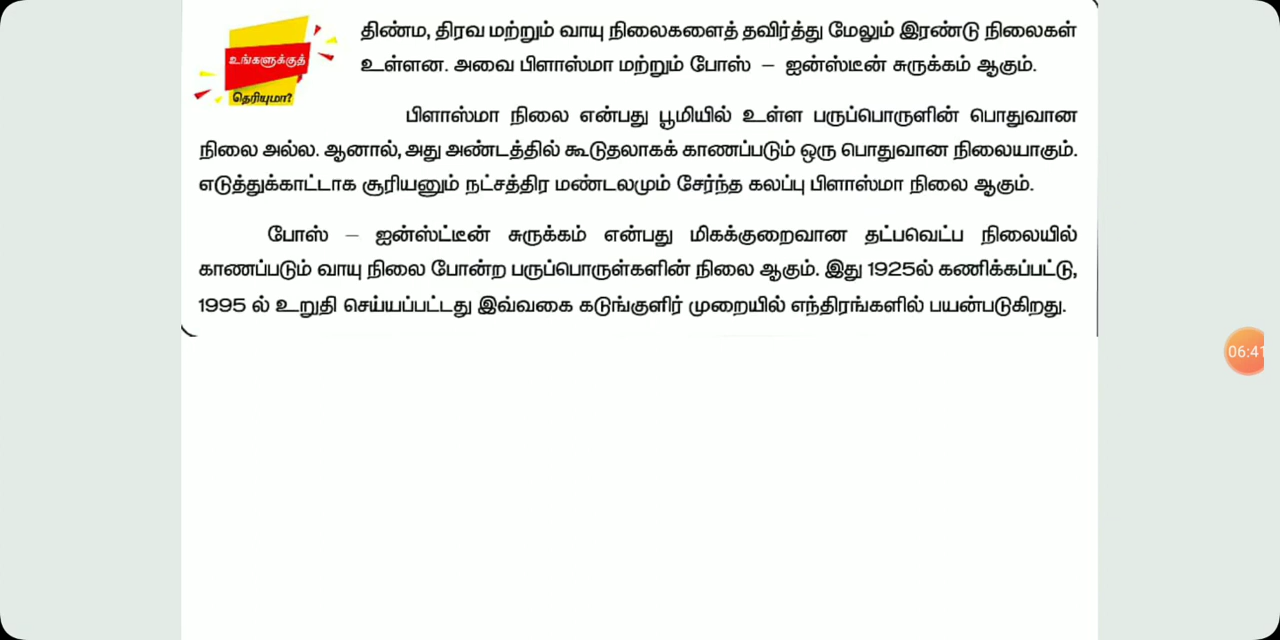 உங்களுக்குத்
தெரியுமா?
திண்ம, திரவ மற்றும் வாயு நிலைகளைத் தவிர்த்து மேலும் இரண்டு நிலைகள்
உள்ளன. அவை பிளாஸ்மா மற்றும் போஸ் – ஐன்ஸ்டீன் சுருக்கம் ஆகும்.
பிளாஸ்மா நிலை என்பது பூமியில் உள்ள பருப்பொருளின் பொதுவான
நிலை அல்ல. ஆனால், அது அண்டத்தில் கூடுதலாகக் காணப்படும் ஒரு பொதுவான நிலையாகும்.
எடுத்துக்காட்டாக சூரியனும் நட்சத்திர மண்டலமும் சேர்ந்த கலப்பு பிளாஸ்மா நிலை ஆகும்.
போஸ் – ஐன்ஸ்ட்டீன் சுருக்கம் என்பது மிகக்குறைவான தட்பவெட்ப நிலையில்
காணப்படும் வாயு நிலை போன்ற பருப்பொருள்களின் நிலை ஆகும். இது 1925ல் கணிக்கப்பட்டு,
1995 ல் உறுதி செய்யப்பட்டது இவ்வகை கடுங்குளிர் முறையில் எந்திரங்களில் பயன்படுகிறது.
06:41